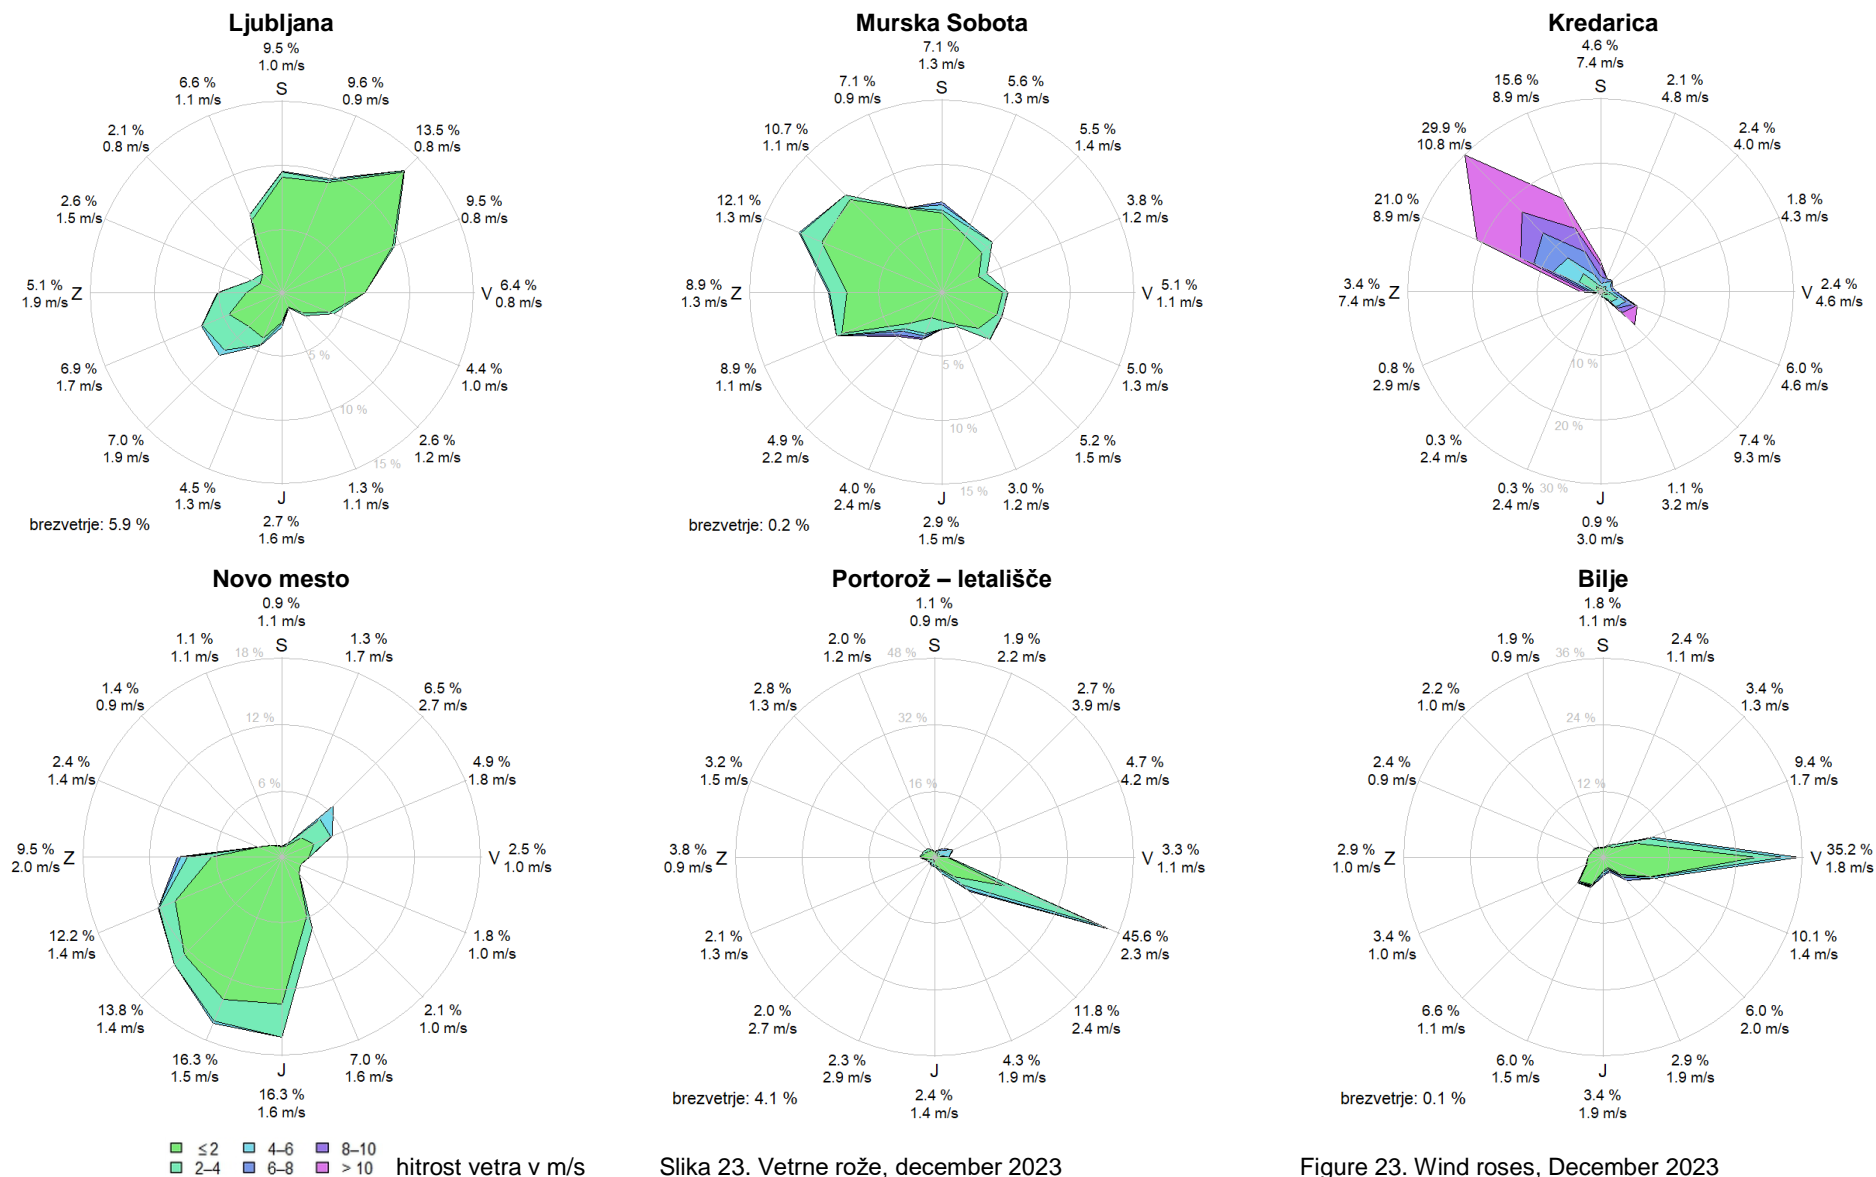 Ljubljana
9.5 %
1.0 m/s
S
9.6 %
0.9 m/s
13.5 %
0.8 m/s
9.5 %
0.8 m/s
V
6.4 %
0.8 m/s
4.4 %
1.0 m/s
2.6 %
1.2 m/s
1.3 %
1.1 m/s
J
2.7 %
1.6 m/s
4.5 %
1.3 m/s
7.0 %
1.9 m/s
6.9 %
1.7 m/s
5.1 %
1.9 m/s
Z
2.6 %
1.5 m/s
2.1 %
0.8 m/s
6.6 %
1.1 m/s
5 %
10 %
15 %
brezvetrje: 5.9 %
Murska Sobota
7.1 %
1.3 m/s
5.6 %
1.3 m/s
5.5 %
1.4 m/s
3.8 %
1.2 m/s
V
5.1 %
1.1 m/s
5.0 %
1.3 m/s
5.2 %
1.5 m/s
3.0 %
1.2 m/s
J
2.9 %
1.5 m/s
4.0 %
2.4 m/s
4.9 %
2.2 m/s
8.9 %
1.1 m/s
8.9 %
1.3 m/s
Z
12.1 %
1.3 m/s
10.7 %
1.1 m/s
7.1 %
0.9 m/s
S
5 %
10 %
15 %
brezvetrje: 0.2 %
Kredarica
4.6 %
7.4 m/s
S
2.1 %
4.8 m/s
2.4 %
4.0 m/s
1.8 %
4.3 m/s
V
2.4 %
4.6 m/s
6.0 %
4.6 m/s
7.4 %
9.3 m/s
1.1 %
3.2 m/s
J
0.9 %
3.0 m/s
0.3 %
2.4 m/s
0.3 %
2.4 m/s
0.8 %
2.9 m/s
3.4 %
7.4 m/s
Z
21.0 %
8.9 m/s
29.9 %
10.8 m/s
15.6 %
8.9 m/s
10 %
20 %
30 %
Novo mesto
0.9 %
1.1 m/s
S
1.3 %
1.7 m/s
6.5 %
2.7 m/s
4.9 %
1.8 m/s
V
2.5 %
1.0 m/s
1.8 %
1.0 m/s
2.1 %
1.0 m/s
7.0 %
1.6 m/s
J
16.3 %
1.6 m/s
16.3 %
1.5 m/s
13.8 %
1.4 m/s
12.2 %
1.4 m/s
9.5 %
2.0 m/s
Z
2.4 %
1.4 m/s
1.4 %
0.9 m/s
1.1 %
1.1 m/s
18 %
12 %
6 %
Portorož – letališče
1.1 %
0.9 m/s
S
1.9 %
2.2 m/s
2.7 %
3.9 m/s
4.7 %
4.2 m/s
V
3.3 %
1.1 m/s
45.6 %
2.3 m/s
11.8 %
2.4 m/s
4.3 %
1.9 m/s
J
2.4 %
1.4 m/s
2.3 %
2.9 m/s
2.0 %
2.7 m/s
2.1 %
1.3 m/s
3.8 %
0.9 m/s
Z
3.2 %
1.5 m/s
2.8 %
1.3 m/s
2.0 %
1.2 m/s
48 %
32 %
16 %
brezvetrje: 4.1 %
Bilje
1.8 %
1.1 m/s
S
2.4 %
1.1 m/s
3.4 %
1.3 m/s
9.4 %
1.7 m/s
V
35.2 %
1.8 m/s
10.1 %
1.4 m/s
6.0 %
2.0 m/s
2.9 %
1.9 m/s
J
3.4 %
1.9 m/s
6.0 %
1.5 m/s
6.6 %
1.1 m/s
3.4 %
1.0 m/s
2.9 %
1.0 m/s
Z
2.4 %
0.9 m/s
2.2 %
1.0 m/s
1.9 %
0.9 m/s
36 %
24 %
12 %
brezvetrje: 0.1 %
≤ 2
4–6
8–10
2–4
6–8
> 10
hitrost vetra v m/s
Slika 23. Vetrne rože, december 2023
Figure 23. Wind roses, December 2023